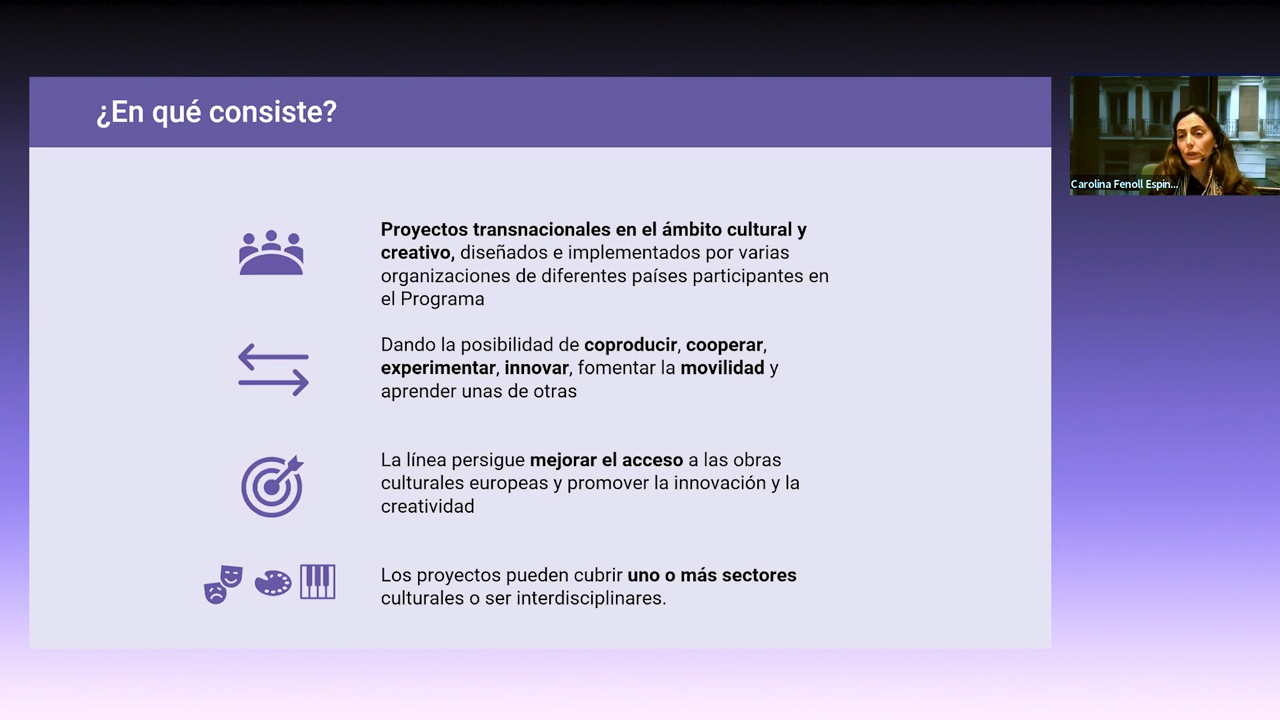 ¿En qué consiste?
Proyectos transnacionales en el ámbito cultural y
creativo, diseñados e implementados por varias
organizaciones de diferentes países participantes en
el Programa
Dando la posibilidad de coproducir, cooperar,
experimentar, innovar, fomentar la movilidad y
aprender unas de otras
La línea persigue mejorar el acceso a las obras
culturales europeas y promover la innovación y la
creatividad
Los proyectos pueden cubrir uno o más sectores
culturales o ser interdisciplinares.
Carolina Fenoll Espin...